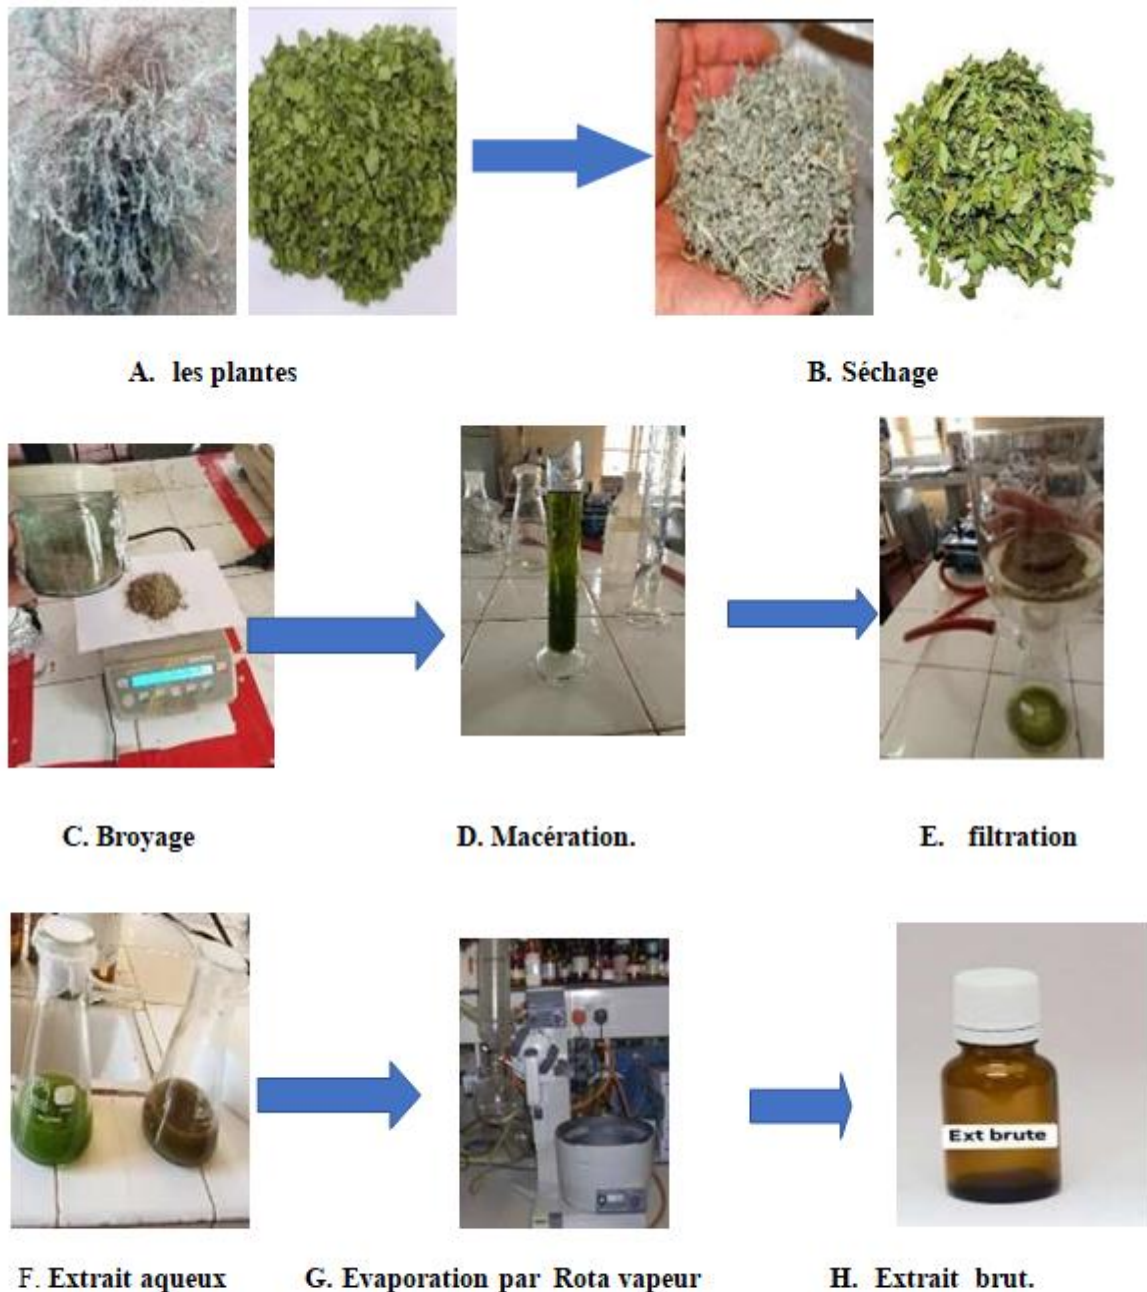 A. les plantes
B. Séchage
C. Broyage
D. Macération.
E. filtration
Ext brute
F. Extrait aqueux
G. Evaporation par Rota vapeur
H. Extrait brut.